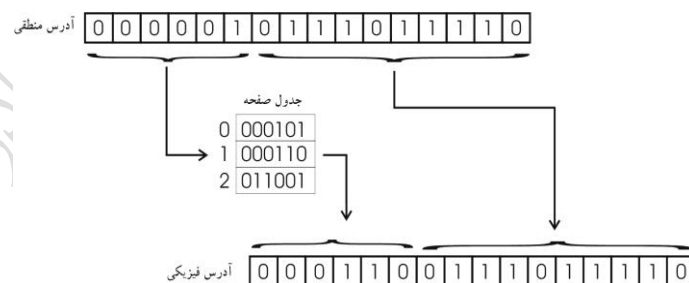 آدرس منطقی 0 0 0 0 0 1 0 1 1 1 0 1 1 1 1 0
جدول صفحه
0 000101
1 000110
2 011001
آدرس فیزیکی 0 0 0 1 1 0 0 1 1 1 0 1 1 1 1 0